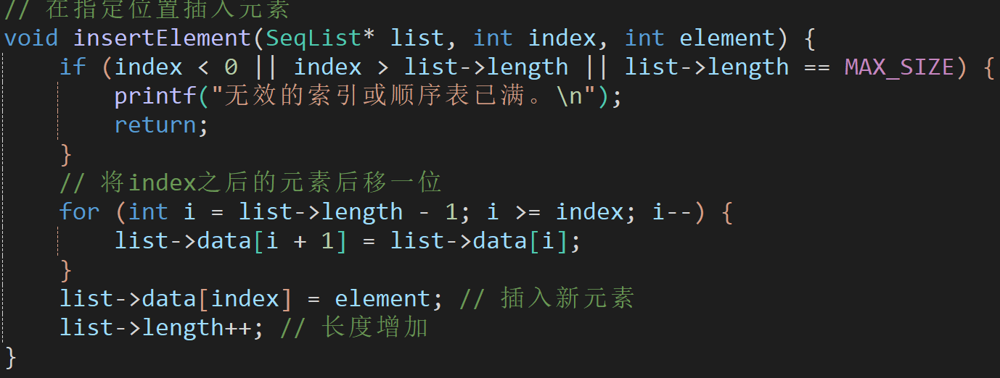 // 在指定位置插入元素
void insertElement(SeqList* list, int index, int element) {
    if (index < 0 || index > list->length || list->length == MAX_SIZE) {
        printf("无效的索引或顺序表已满。\n");
        return;
    }
    // 将index之后的元素后移一位
    for (int i = list->length - 1; i >= index; i--) {
        list->data[i + 1] = list->data[i];
    }
    list->data[index] = element; // 插入新元素
    list->length++; // 长度增加
}